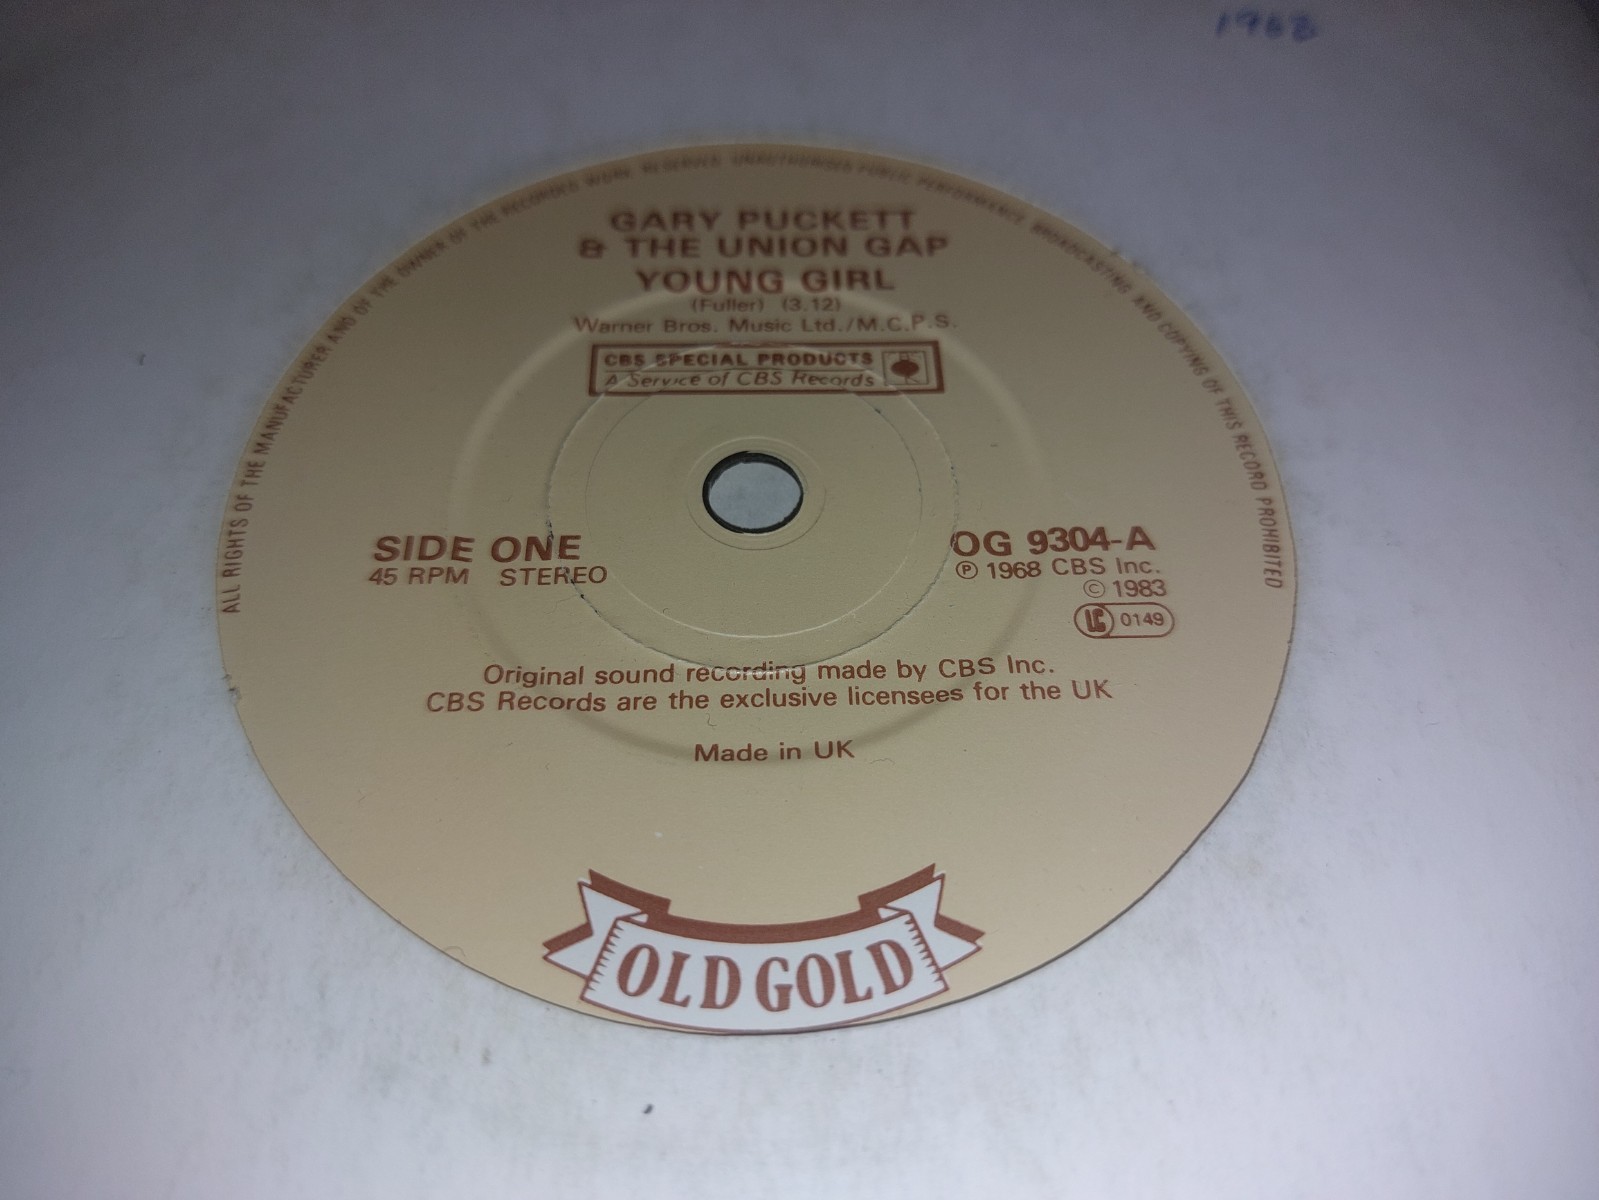 1968
ALL RIGHTS OF THE MANUFACTURER AND OF THE OWNER OF THE RECORDED WORK RESERVED UNAUTHORISED PUBLIC PERFORMANCE BROADCASTING AND COPYING OF THIS RECORD PROHIBITED
GARY PUCKETT
& THE UNION GAP
YOUNG GIRL
(Fuller) (3.12)
Warner Bros. Music Ltd./M.C.P.S.
CBS SPECIAL PRODUCTS
A Service of CBS Records
SIDE ONE
45 RPM STEREO
OG 9304-A
℗ 1968 CBS Inc.
© 1983
LC 0149
Original sound recording made by CBS Inc.
CBS Records are the exclusive licensees for the UK
Made in UK
OLD GOLD